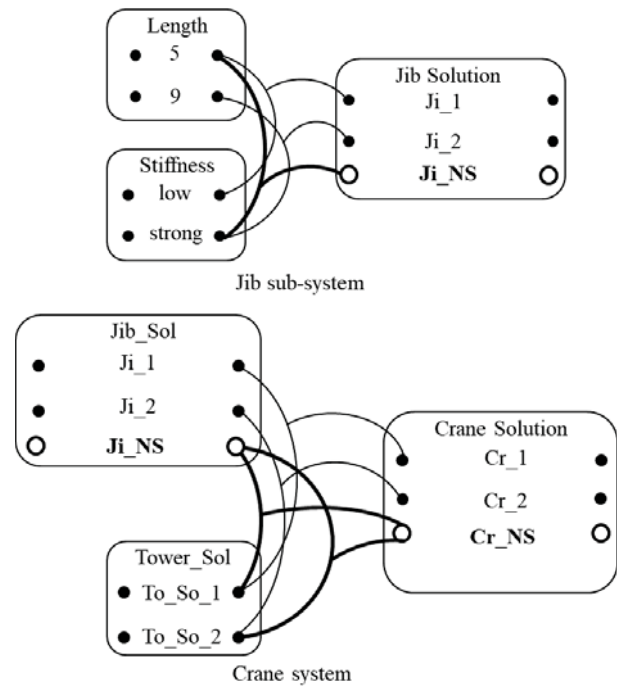 Length
5
9
Stiffness
low
strong
Jib Solution
Ji_1
Ji_2
Ji_NS
Jib sub-system
Jib_Sol
Ji_1
Ji_2
Ji_NS
Tower_Sol
To_So_1
To_So_2
Crane Solution
Cr_1
Cr_2
Cr_NS
Crane system